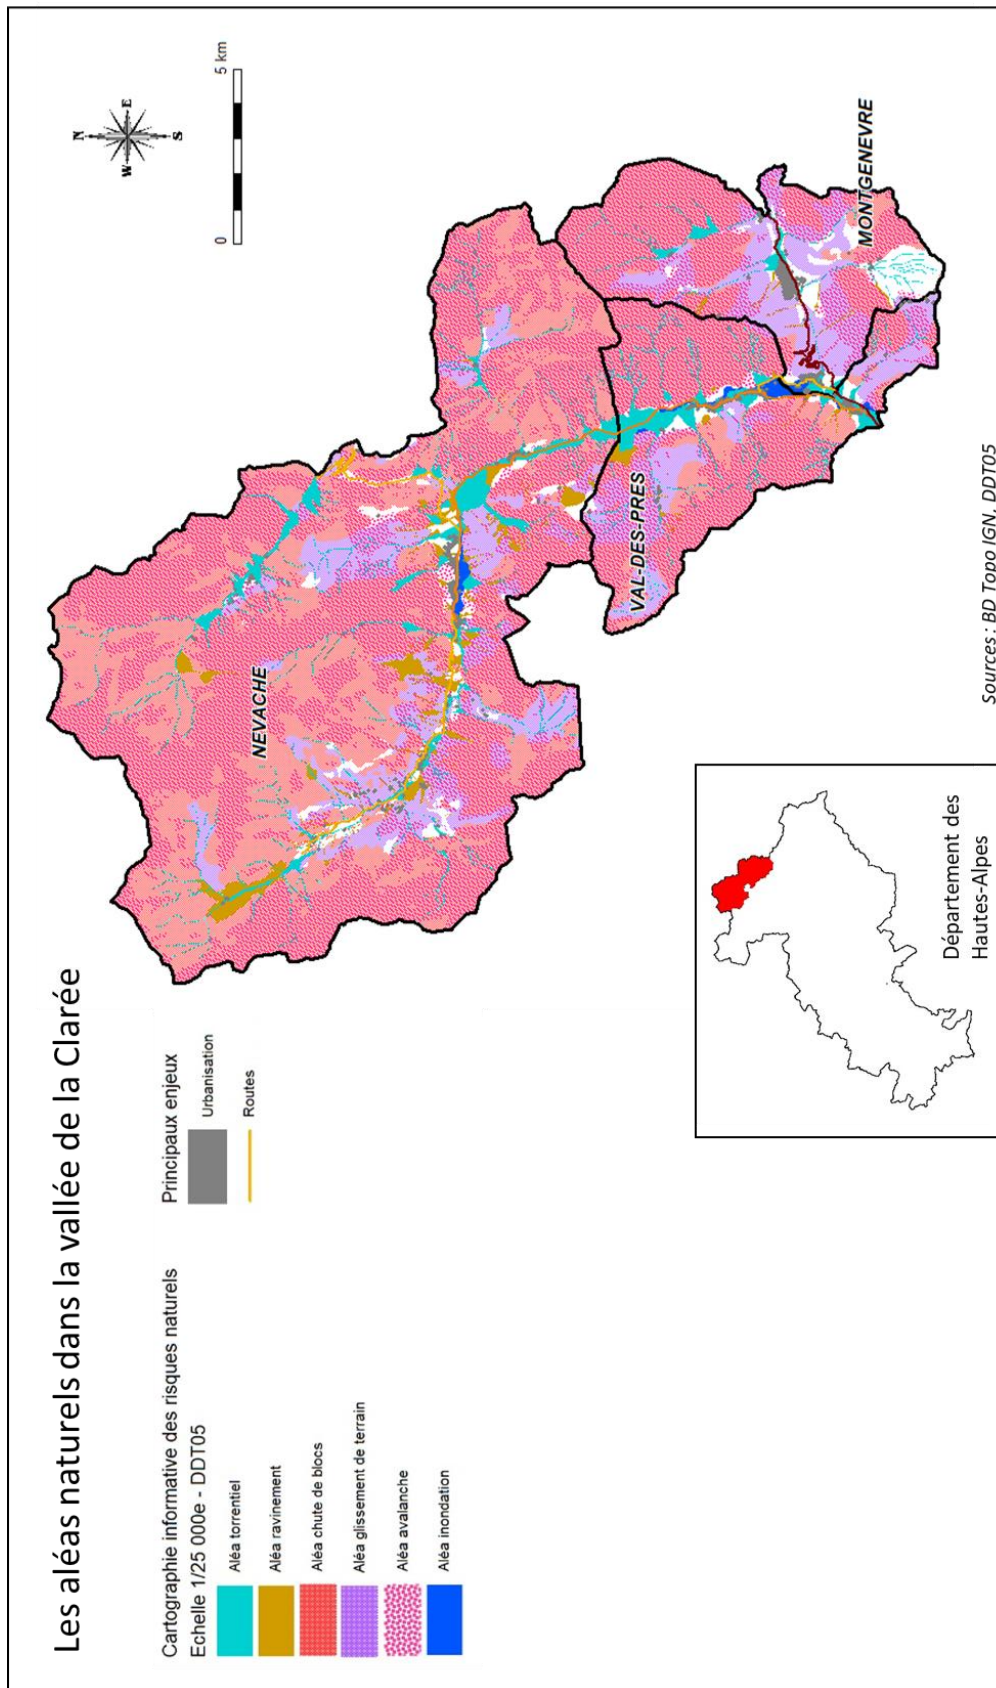 Les aléas naturels dans la vallée de la Clarée
Cartographie informative des risques naturels
Echelle 1/25 000e - DDT05
Aléa torrentiel
Aléa ravinement
Aléa chute de blocs
Aléa glissement de terrain
Aléa avalanche
Aléa inondation
Principaux enjeux
Urbanisation
Routes
N
W
E
S
0
5 km
NEVACHE
VAL-DES-PRES
MONTGENEVRE
Département des
Hautes-Alpes
Sources : BD Topo IGN. DDT05